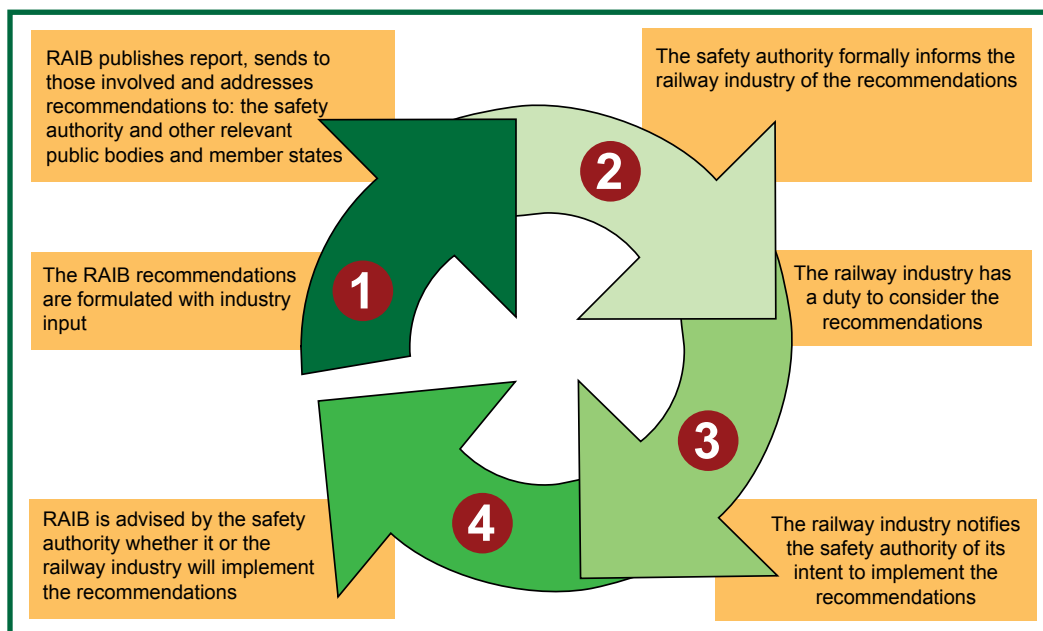 RAIB publishes report, sends to
those involved and addresses
recommendations to: the safety
authority and other relevant
public bodies and member states
The safety authority formally informs the
railway industry of the recommendations
2
The RAIB recommendations
are formulated with industry
input
1
The railway industry has
a duty to consider the
recommendations
3
RAIB is advised by the safety
authority whether it or the
railway industry will implement
the recommendations
4
The railway industry notifies
the safety authority of its
intent to implement the
recommendations